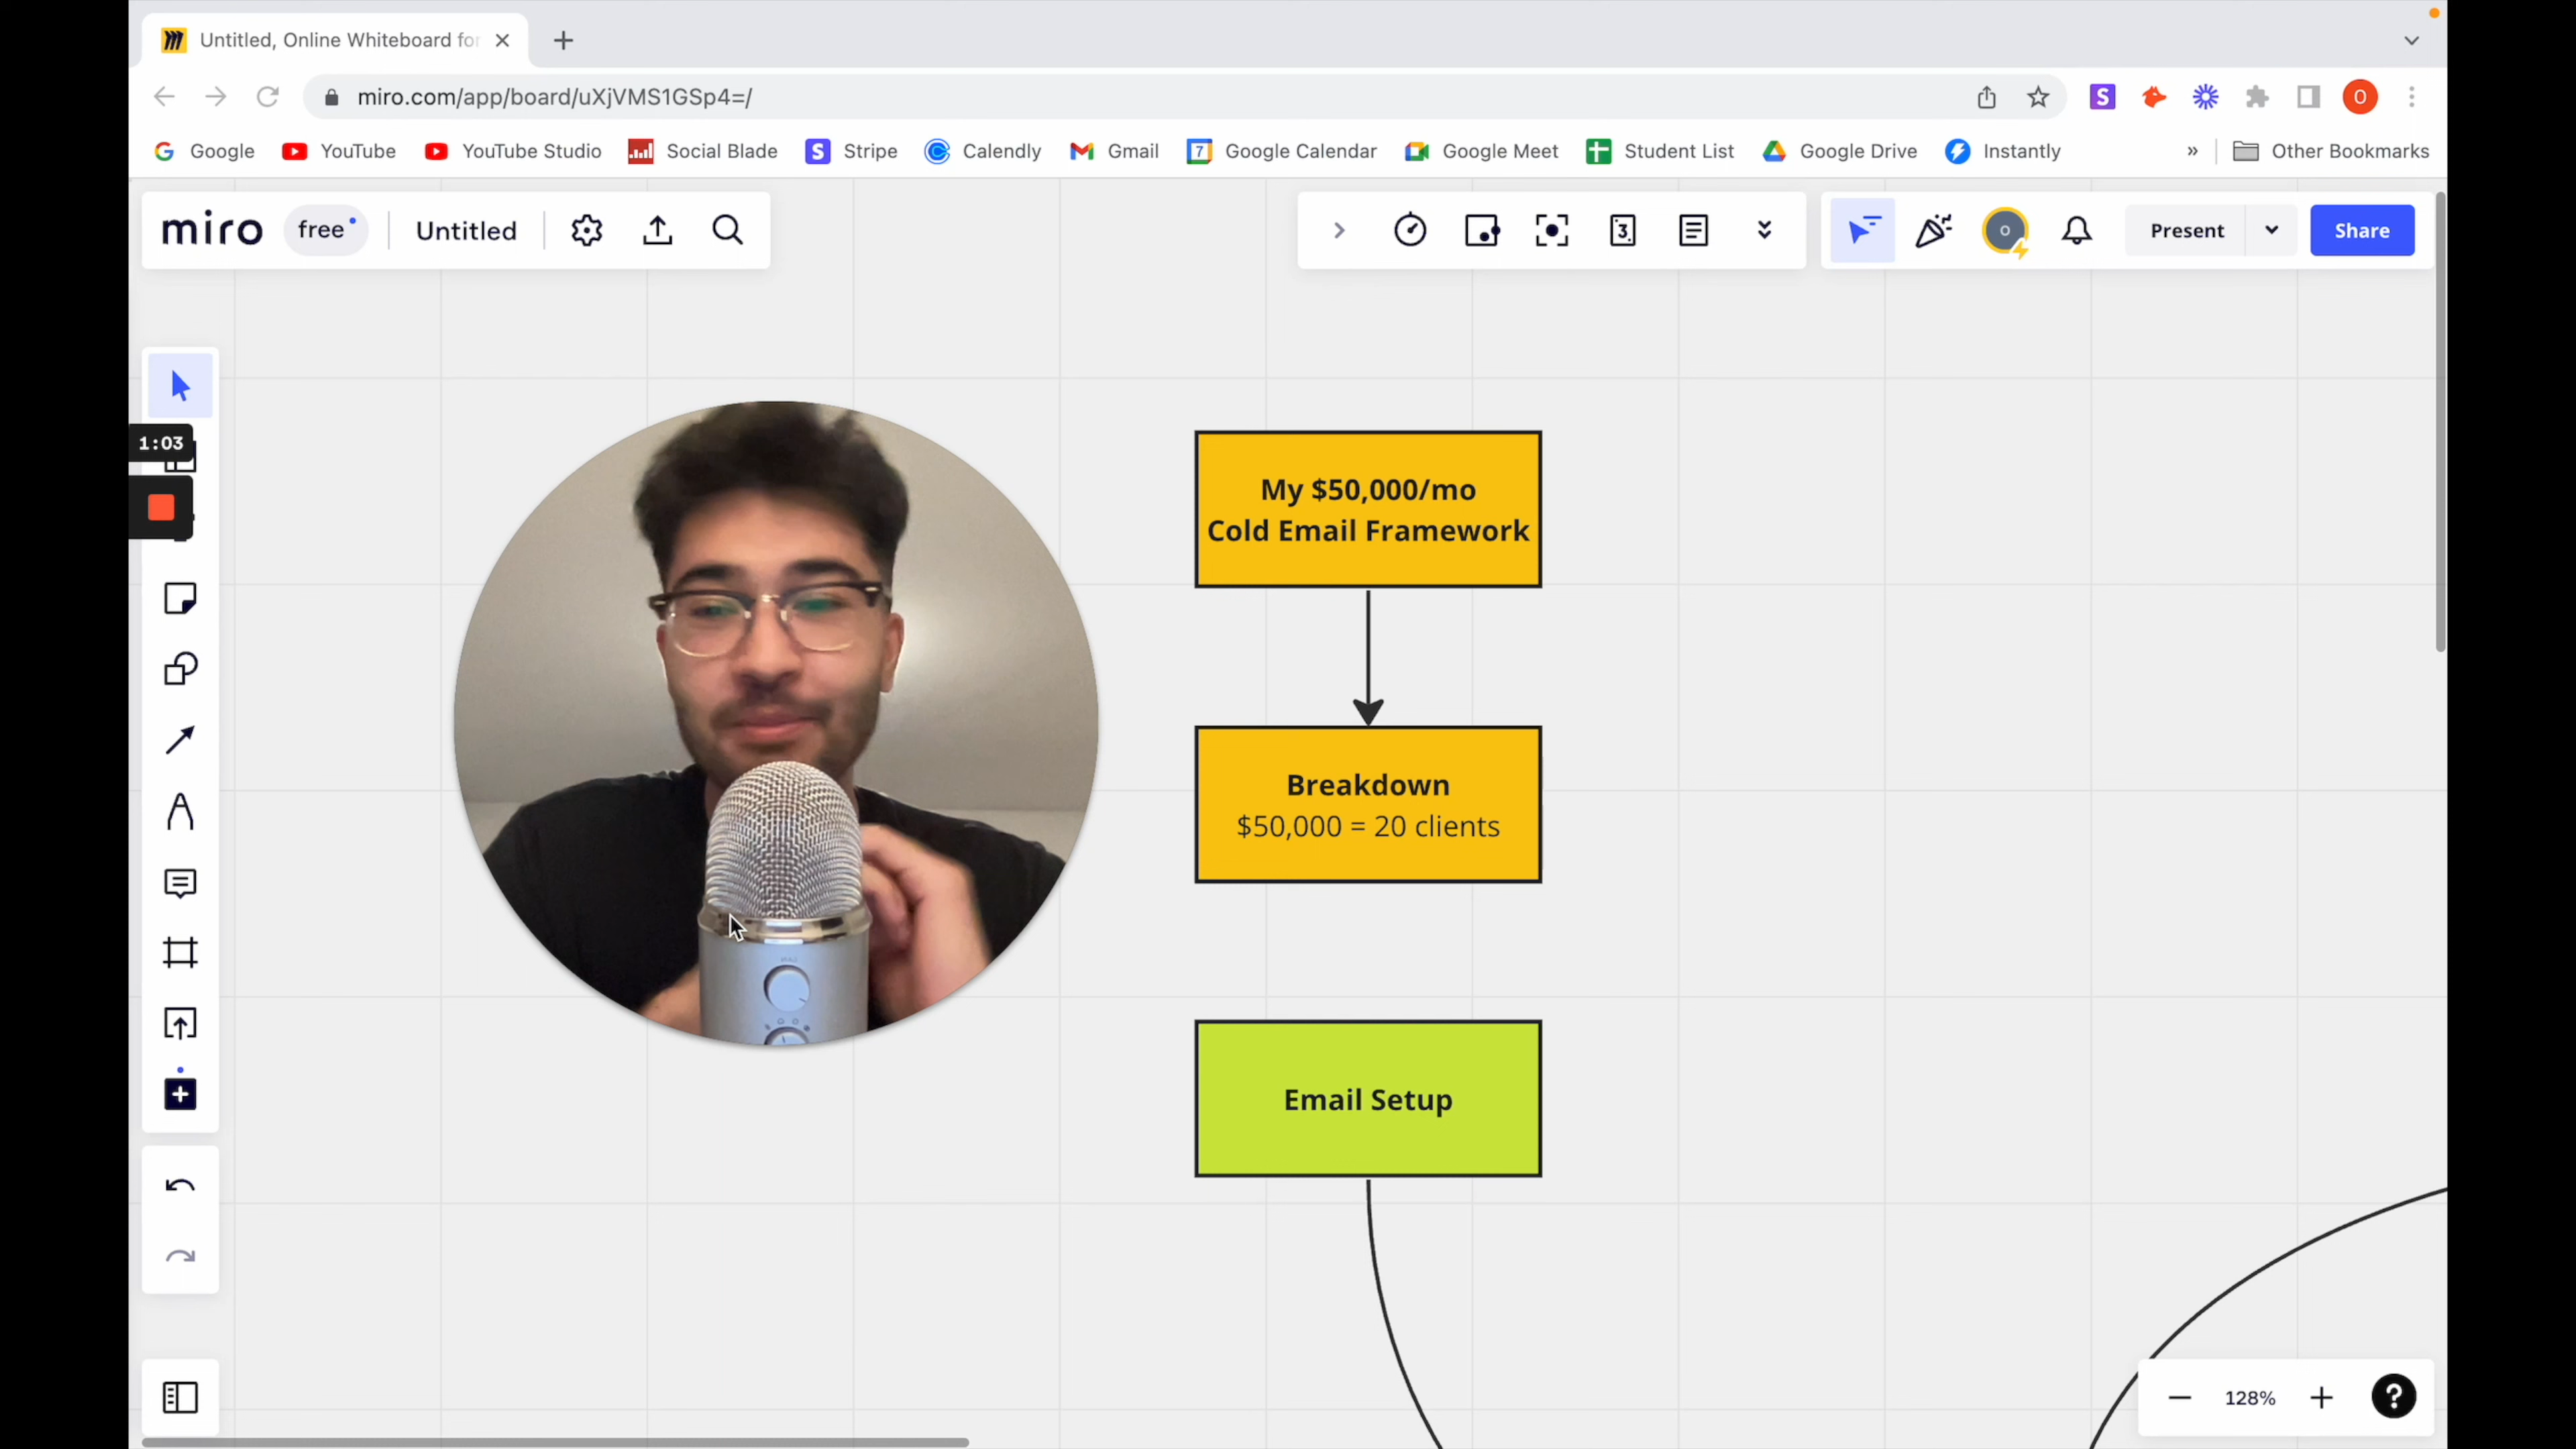 Untitled, Online Whiteboard for
miro.com/app/board/uXjVMS1GSp4=/
O
Google
YouTube
YouTube Studio
Social Blade
Stripe
Calendly
Gmail
7
Google Calendar
Google Meet
Student List
Google Drive
Instantly
»
Other Bookmarks
miro
free
Untitled
3
O
Present
Share
1:03
My $50,000/mo
Cold Email Framework
Breakdown
$50,000 = 20 clients
Email Setup
128%
?